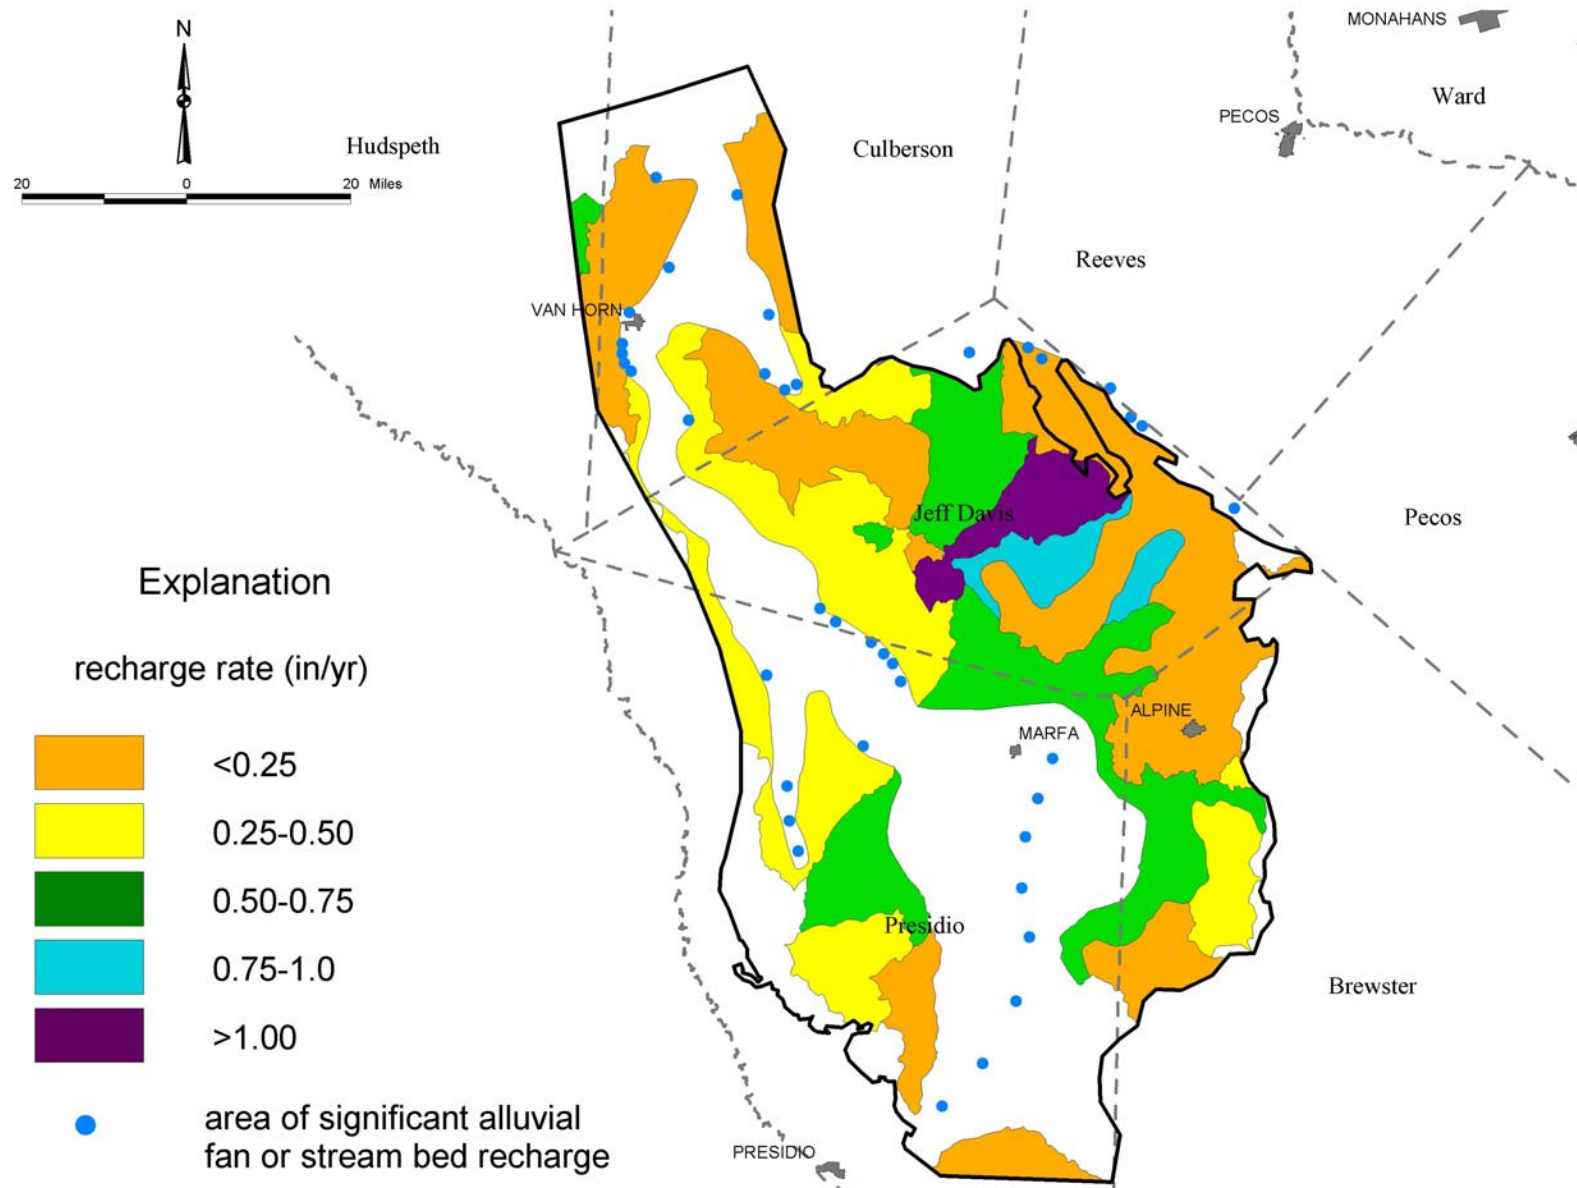 MONAHANS
N
Ward
PECOS
Hudspeth
Culberson
20 0 20 Miles
Reeves
VAN HORN
Jeff Davis
Pecos
Explanation
recharge rate (in/yr)
ALPINE
MARFA
<0.25
0.25-0.50
0.50-0.75
Presidio
0.75-1.0
Brewster
>1.00
area of significant alluvial
fan or stream bed recharge
PRESIDIO